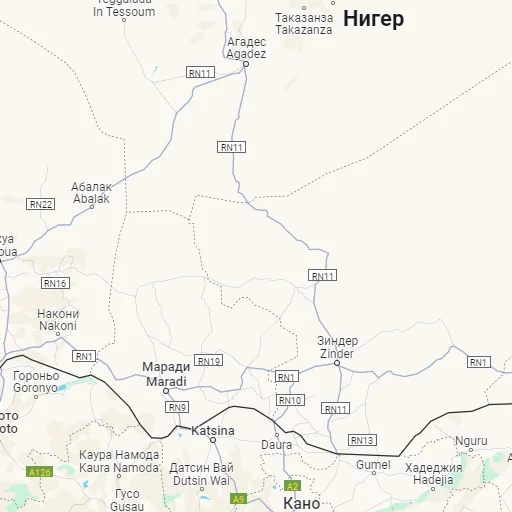 Teggaiada
In Tessoum
Таказанза
Takazanza
Нигер
Агадес
Agadez
RN11
RN11
Абалак
Abalak
RN22
RN16
RN11
Накони
Nakoni
Зиндер
Zinder
RN1
RN19
RN1
Маради
Maradi
RN1
Гороньо
Goronyo
RN9
RN10
RN11
Katsina
RN13
Daura
Nguru
Каура Намода
Kaura Namoda
Датсин Вай
Dutsin Wai
Gumel
Хадеджия
Hadejia
A126
Гусо
Gusau
A9
A2
Кано